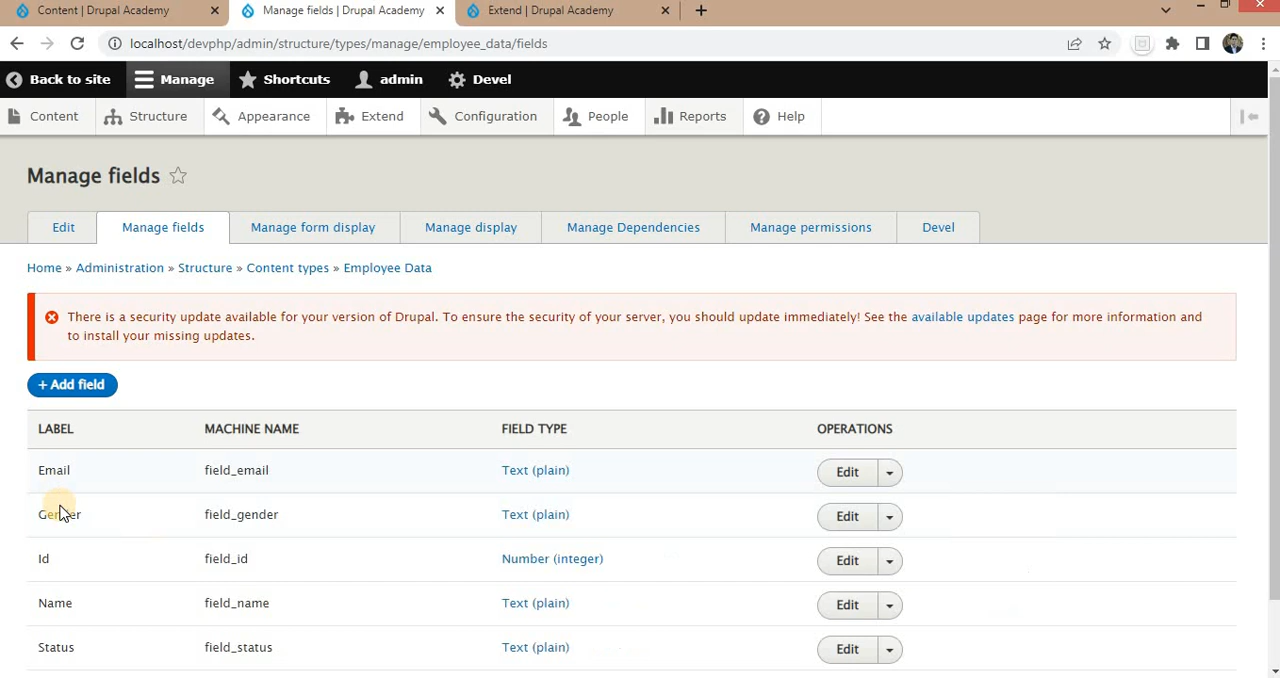 Content | Drupal Academy
Manage fields | Drupal Academy
Extend | Drupal Academy
localhost/devphp/admin/structure/types/manage/employee_data/fields
Back to site
Manage
Shortcuts
admin
Devel
Content
Structure
Appearance
Extend
Configuration
People
Reports
Help
Manage fields
Edit
Manage fields
Manage form display
Manage display
Manage Dependencies
Manage permissions
Devel
Home » Administration » Structure » Content types » Employee Data
There is a security update available for your version of Drupal. To ensure the security of your server, you should update immediately! See the available updates page for more information and
to install your missing updates.
+ Add field
LABEL MACHINE NAME FIELD TYPE OPERATIONS
Email field_email Text (plain) Edit
Gender field_gender Text (plain) Edit
Id field_id Number (integer) Edit
Name field_name Text (plain) Edit
Status field_status Text (plain) Edit